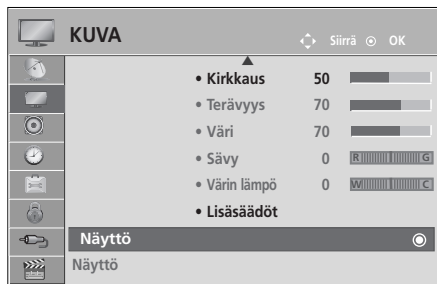 KUVA Siirrä OK
• Kirkkaus 50
• Terävyys 70
• Väri 70
• Sävy 0 R G
• Värin lämpö 0 W C
• Lisäsäädöt
Näyttö
Näyttö